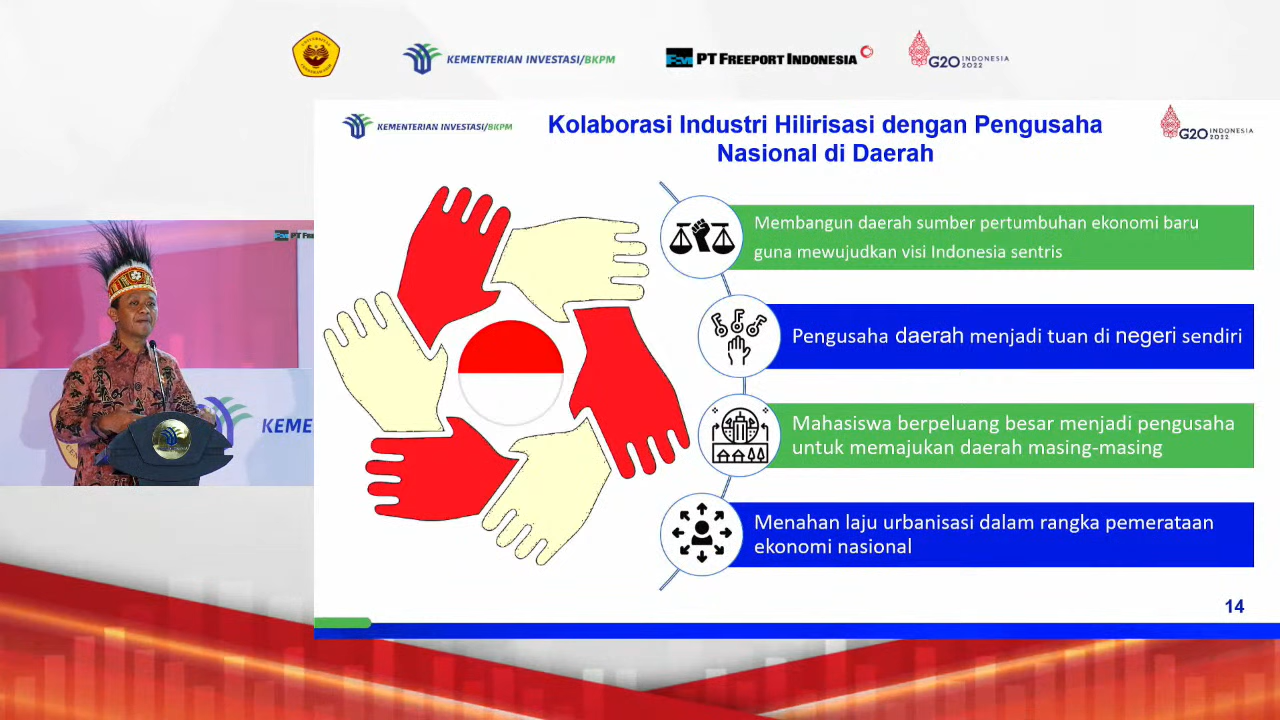 KEMENTERIAN INVESTASI/BKPM
PT FREEPORT INDONESIA
G20 INDONESIA
2022
KEMENTERIAN INVESTASI/BKPM
Kolaborasi Industri Hilirisasi dengan Pengusaha
Nasional di Daerah
G20 INDONESIA
2022
Membangun daerah sumber pertumbuhan ekonomi baru
guna mewujudkan visi Indonesia sentris
Pengusaha daerah menjadi tuan di negeri sendiri
Mahasiswa berpeluang besar menjadi pengusaha
untuk memajukan daerah masing-masing
Menahan laju urbanisasi dalam rangka pemerataan
ekonomi nasional
14
PT FREE
KEME